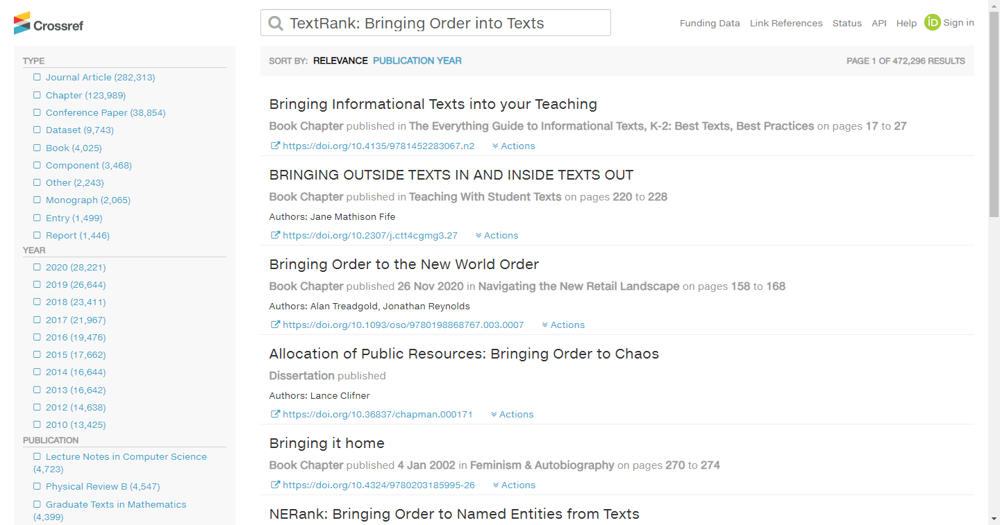 Crossref
TextRank: Bringing Order into Texts
Funding Data Link References Status API Help iD Sign in
TYPE
Journal Article (282,313)
Chapter (123,989)
Conference Paper (38,854)
Dataset (9,743)
Book (4,025)
Component (3,468)
Other (2,243)
Monograph (2,065)
Entry (1,499)
Report (1,446)
YEAR
2020 (28,221)
2019 (26,644)
2018 (23,411)
2017 (21,967)
2016 (19,476)
2015 (17,662)
2014 (16,644)
2013 (16,642)
2012 (14,638)
2010 (13,425)
PUBLICATION
Lecture Notes in Computer Science
(4,723)
Physical Review B (4,547)
Graduate Texts in Mathematics
(4,399)
SORT BY: RELEVANCE PUBLICATION YEAR
PAGE 1 OF 472,296 RESULTS
Bringing Informational Texts into your Teaching
Book Chapter published in The Everything Guide to Informational Texts, K-2: Best Texts, Best Practices on pages 17 to 27
https://doi.org/10.4135/9781452283067.n2 Actions
BRINGING OUTSIDE TEXTS IN AND INSIDE TEXTS OUT
Book Chapter published in Teaching With Student Texts on pages 220 to 228
Authors: Jane Mathison Fife
https://doi.org/10.2307/j.ctt4cgmg3.27 Actions
Bringing Order to the New World Order
Book Chapter published 26 Nov 2020 in Navigating the New Retail Landscape on pages 158 to 168
Authors: Alan Treadgold, Jonathan Reynolds
https://doi.org/10.1093/oso/9780198868767.003.0007 Actions
Allocation of Public Resources: Bringing Order to Chaos
Dissertation published
Authors: Lance Clifner
https://doi.org/10.36837/chapman.000171 Actions
Bringing it home
Book Chapter published 4 Jan 2002 in Feminism & Autobiography on pages 270 to 274
https://doi.org/10.4324/9780203185995-26 Actions
NERank: Bringing Order to Named Entities from Texts